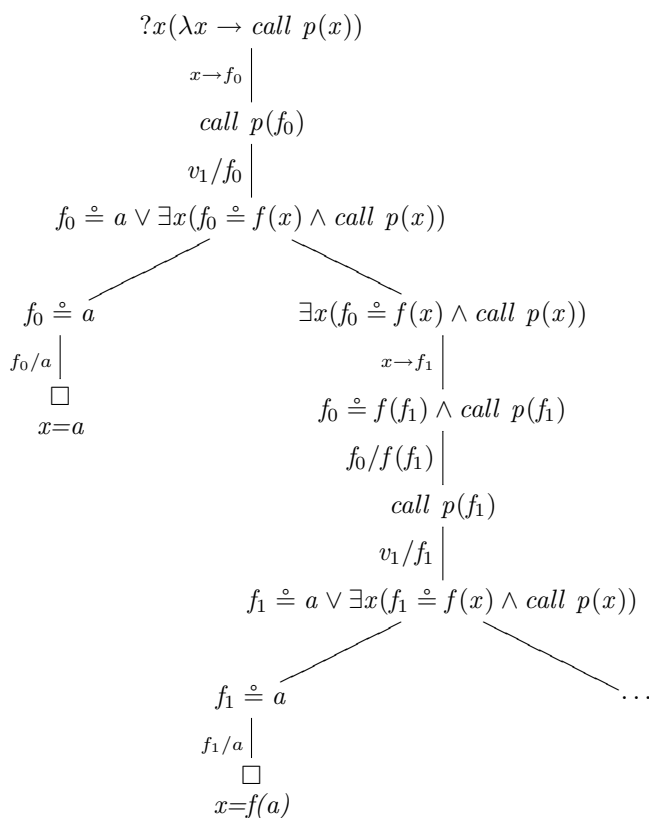 ?x(λx → call p(x))
x→f₀
call p(f₀)
v₁/f₀
f₀ ≗ a ∨ ∃x(f₀ ≗ f(x) ∧ call p(x))
f₀ ≗ a
∃x(f₀ ≗ f(x) ∧ call p(x))
f₀/a
x→f₁
□
x=a
f₀ ≗ f(f₁) ∧ call p(f₁)
f₀/f(f₁)
call p(f₁)
v₁/f₁
f₁ ≗ a ∨ ∃x(f₁ ≗ f(x) ∧ call p(x))
f₁ ≗ a
...
f₁/a
□
x=f(a)